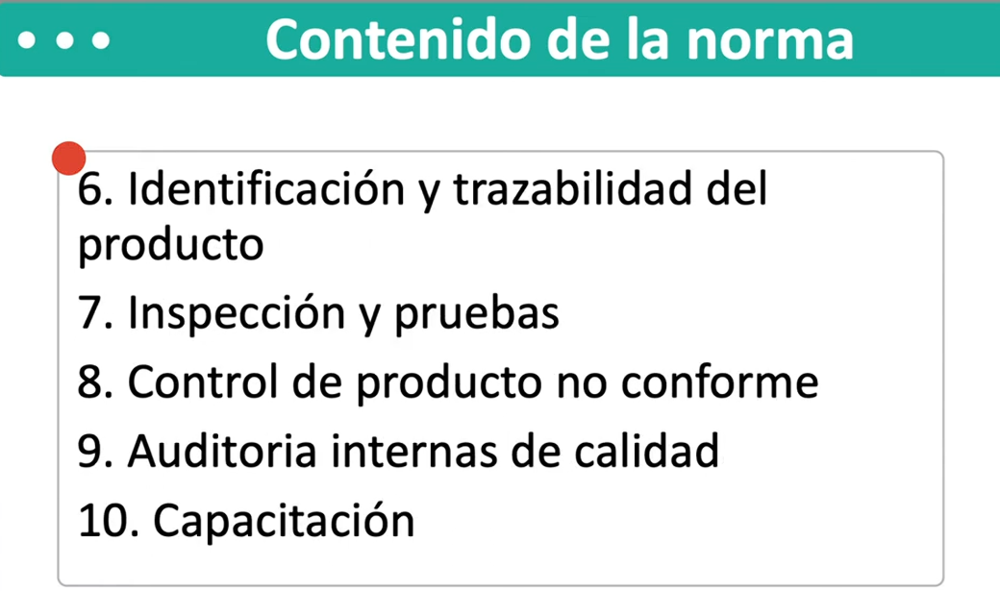 Contenido de la norma
6. Identificación y trazabilidad del
producto
7. Inspección y pruebas
8. Control de producto no conforme
9. Auditoria internas de calidad
10. Capacitación